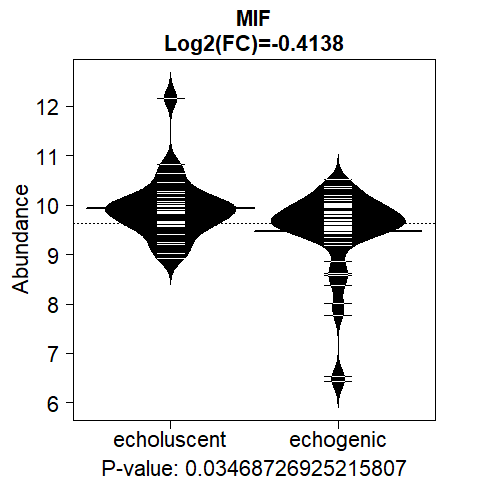 MIF
Log2(FC)=-0.4138
Abundance
12
11
10
9
8
7
6
echoluscent
echogenic
P-value: 0.03468726925215807